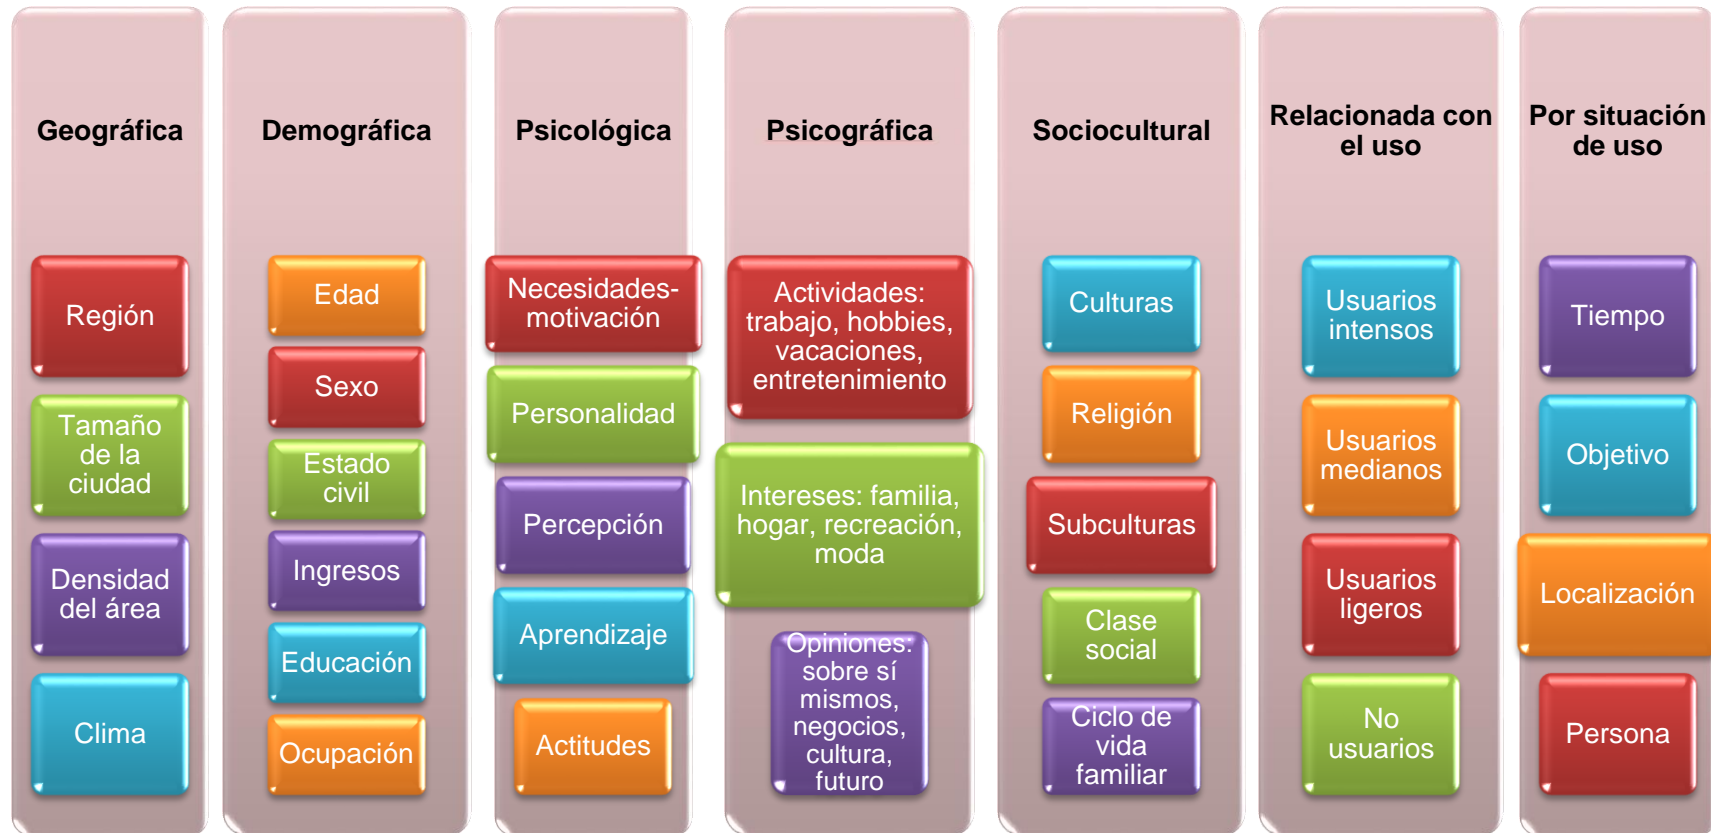 Geográfica
Región
Tamaño
de la
ciudad
Densidad
del área
Clima
Demográfica
Edad
Sexo
Estado
civil
Ingresos
Educación
Ocupación
Psicológica
Necesidades-
motivación
Personalidad
Percepción
Aprendizaje
Actitudes
Psicográfica
Actividades:
trabajo, hobbies,
vacaciones,
entretenimiento
Intereses: familia,
hogar, recreación,
moda
Opiniones:
sobre sí
mismos,
negocios,
cultura,
futuro
Sociocultural
Culturas
Religión
Subculturas
Clase
social
Ciclo de
vida
familiar
Relacionada con
el uso
Usuarios
intensos
Usuarios
medianos
Usuarios
ligeros
No
usuarios
Por situación
de uso
Tiempo
Objetivo
Localización
Persona